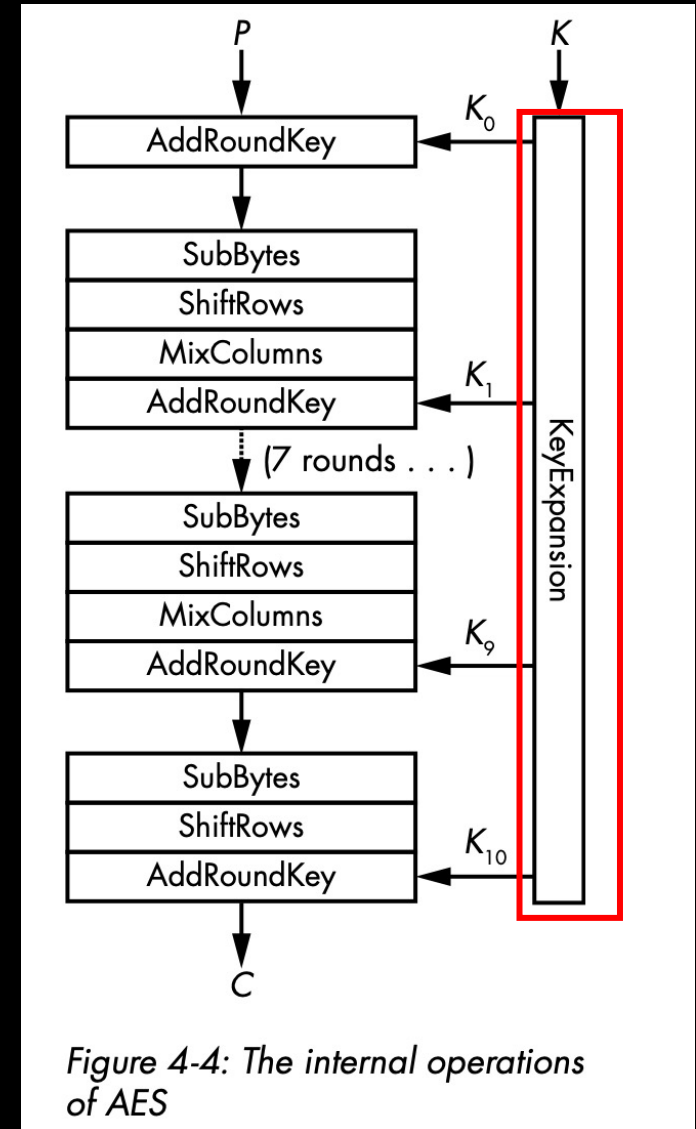 P
K
AddRoundKey
K₀
SubBytes
ShiftRows
MixColumns
AddRoundKey
K₁
(7 rounds . . . )
KeyExpansion
SubBytes
ShiftRows
MixColumns
AddRoundKey
K₉
SubBytes
ShiftRows
AddRoundKey
K₁₀
C
Figure 4-4: The internal operations
of AES